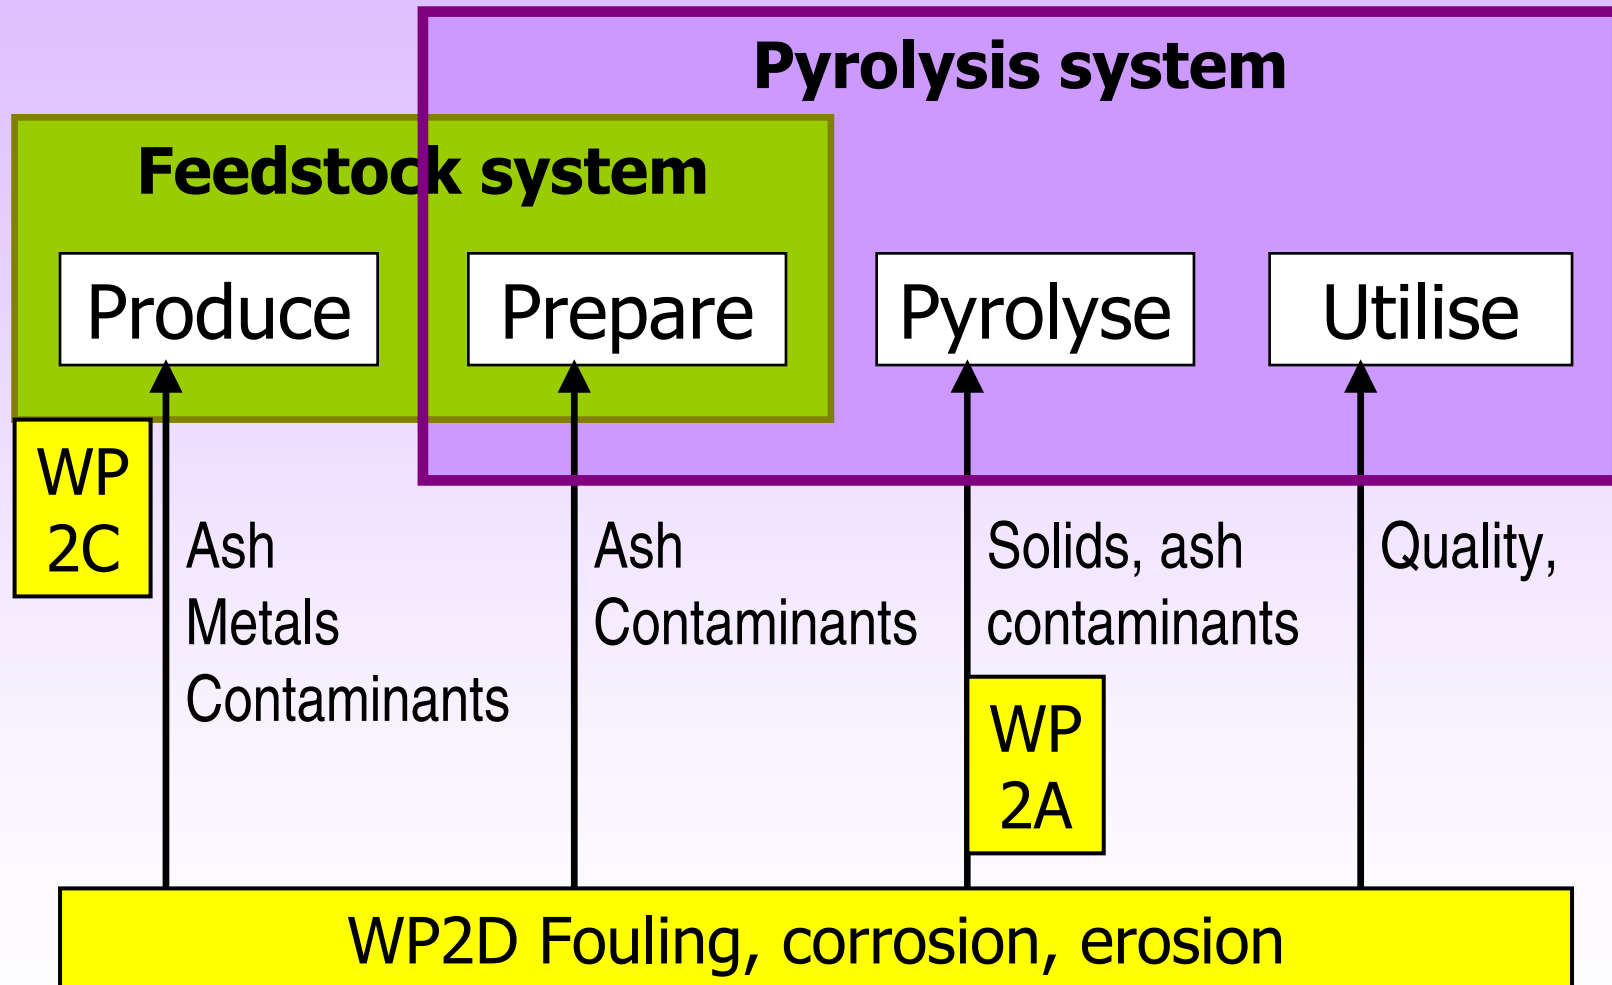 Pyrolysis system
Feedstock system
Produce
Prepare
Pyrolyse
Utilise
WP
2C
Ash
Metals
Contaminants
Ash
Contaminants
Solids, ash
contaminants
Quality,
WP
2A
WP2D Fouling, corrosion, erosion